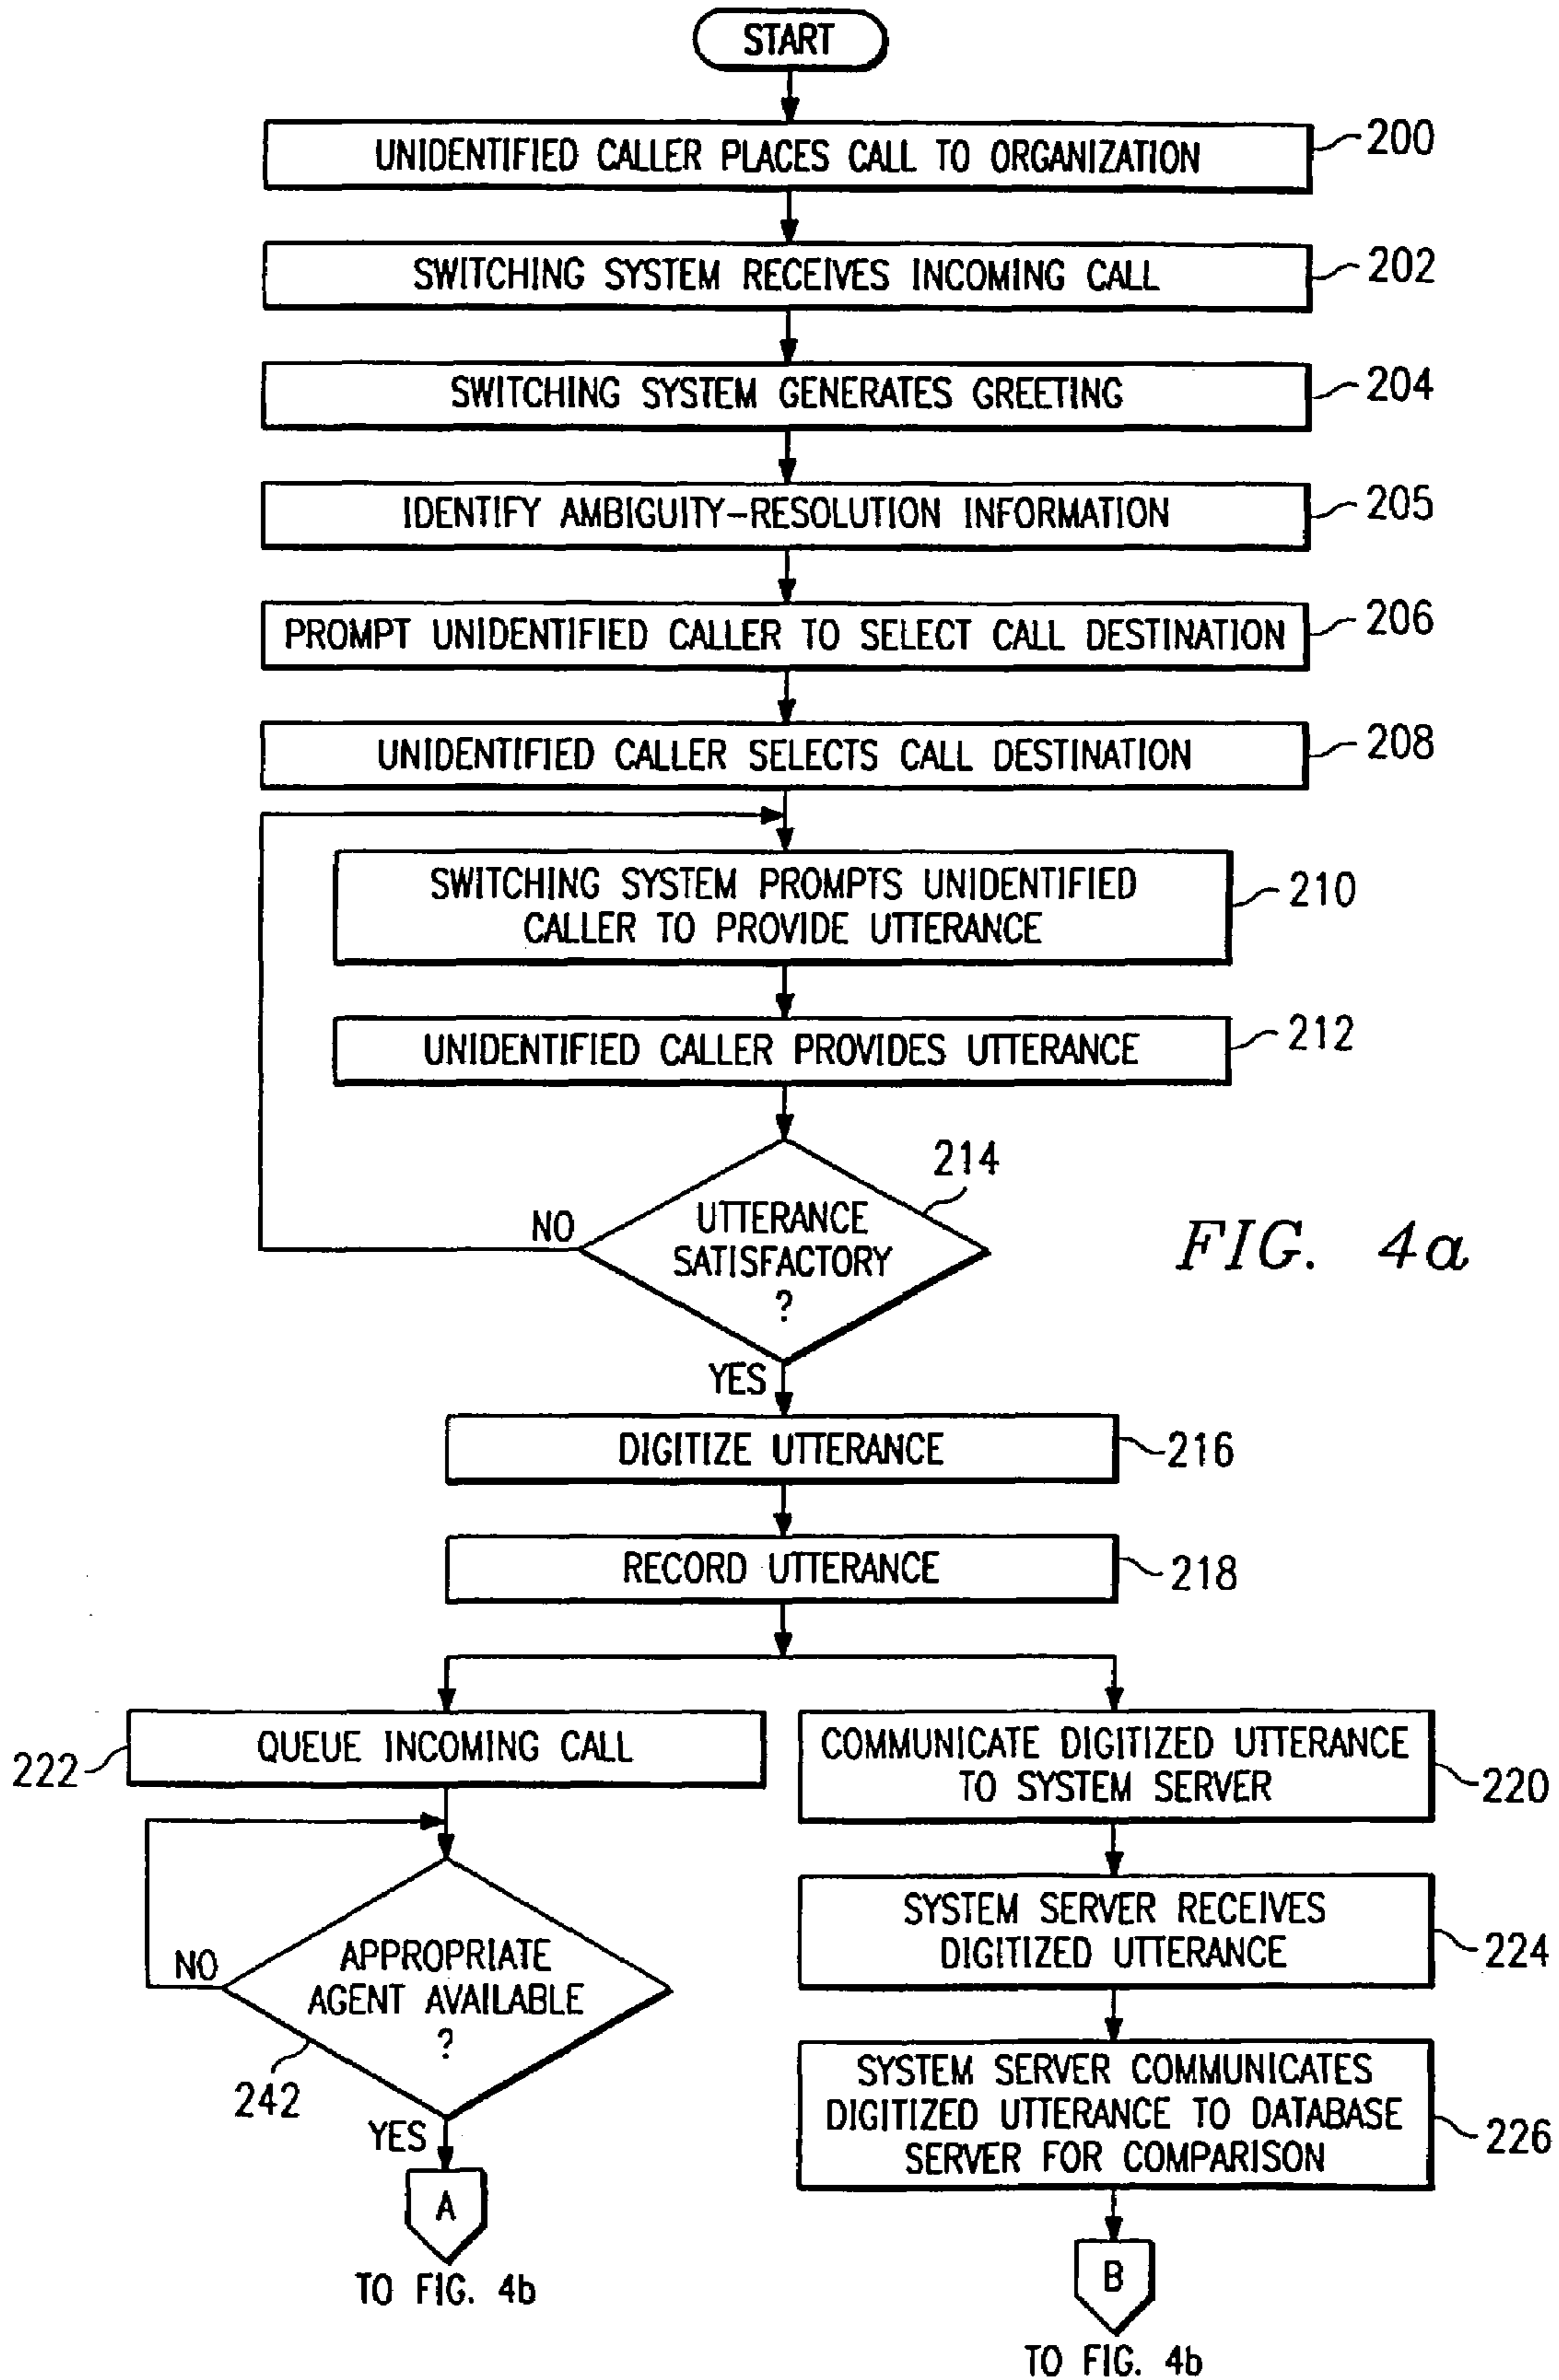 START
UNIDENTIFIED CALLER PLACES CALL TO ORGANIZATION
200
SWITCHING SYSTEM RECEIVES INCOMING CALL
202
SWITCHING SYSTEM GENERATES GREETING
204
IDENTIFY AMBIGUITY-RESOLUTION INFORMATION
205
PROMPT UNIDENTIFIED CALLER TO SELECT CALL DESTINATION
206
UNIDENTIFIED CALLER SELECTS CALL DESTINATION
208
SWITCHING SYSTEM PROMPTS UNIDENTIFIED
CALLER TO PROVIDE UTTERANCE
210
UNIDENTIFIED CALLER PROVIDES UTTERANCE
212
214
UTTERANCE
SATISFACTORY
?
NO
FIG. 4a
YES
DIGITIZE UTTERANCE
216
RECORD UTTERANCE
218
QUEUE INCOMING CALL
222
APPROPRIATE
AGENT AVAILABLE
?
NO
242
YES
A
TO FIG. 4b
COMMUNICATE DIGITIZED UTTERANCE
TO SYSTEM SERVER
220
SYSTEM SERVER RECEIVES
DIGITIZED UTTERANCE
224
SYSTEM SERVER COMMUNICATES
DIGITIZED UTTERANCE TO DATABASE
SERVER FOR COMPARISON
226
B
TO FIG. 4b